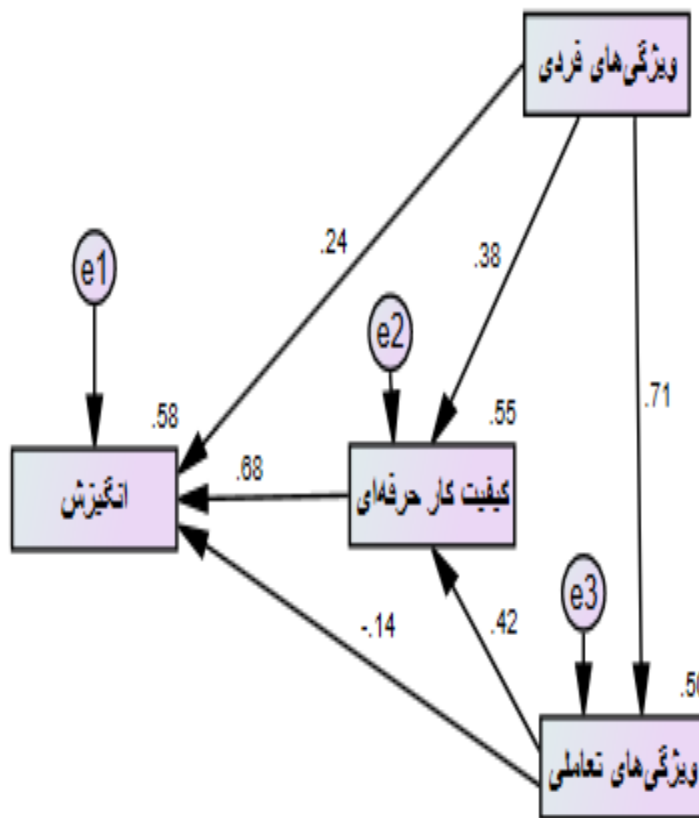 ویژگی‌های فردی
.24
.38
e1
e2
.71
.58
.55
انگیزش
.68
کیفیت کار حرفه‌ای
e3
-.14
.42
.50
ویژگی‌های تعاملی